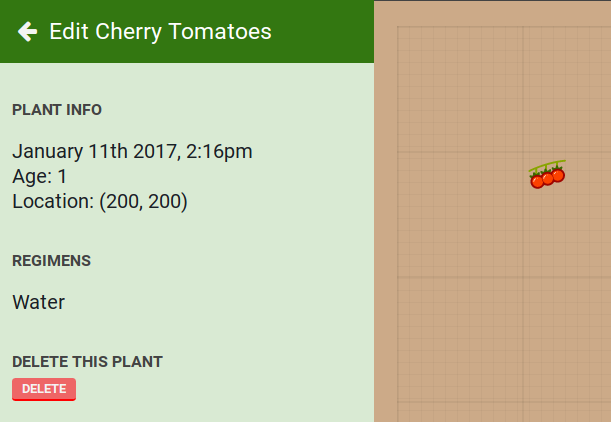 Edit Cherry Tomatoes
PLANT INFO
January 11th 2017, 2:16pm
Age: 1
Location: (200, 200)
REGIMENS
Water
DELETE THIS PLANT
DELETE